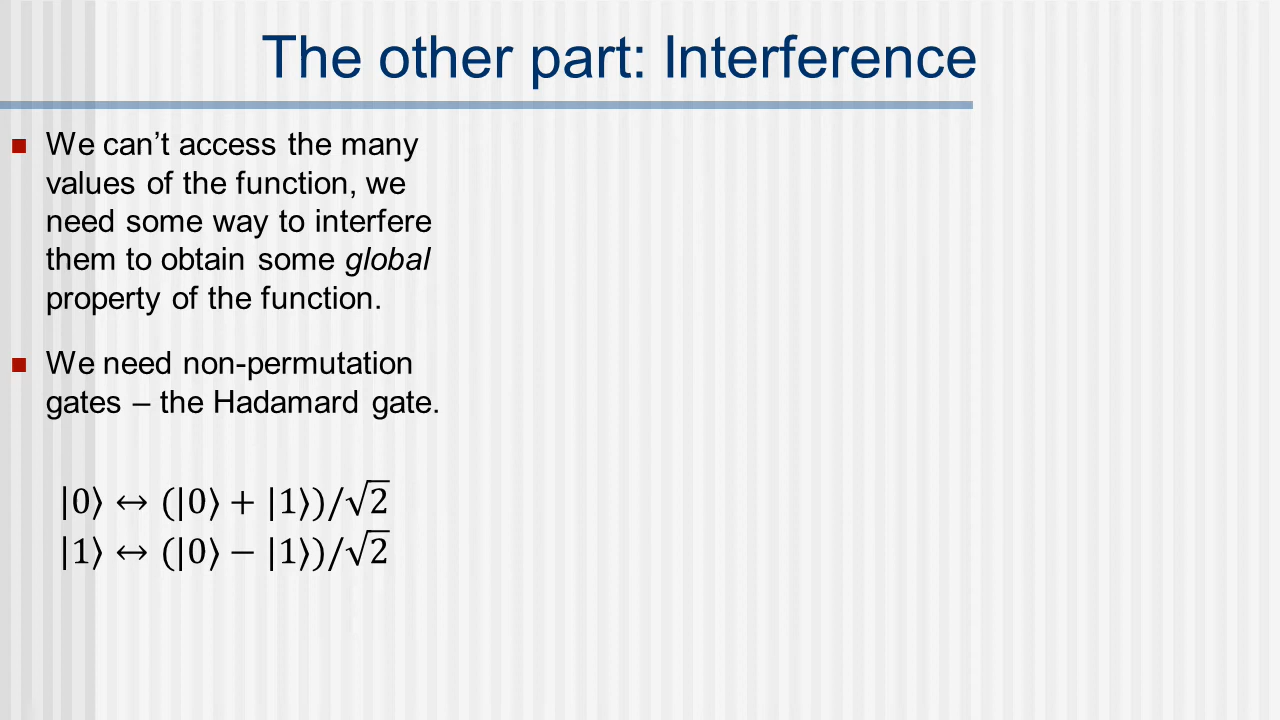 The other part: Interference
We can’t access the many
values of the function, we
need some way to interfere
them to obtain some global
property of the function.
We need non-permutation
gates – the Hadamard gate.
|0⟩ ↔ (|0⟩ + |1⟩)/√2
|1⟩ ↔ (|0⟩ − |1⟩)/√2